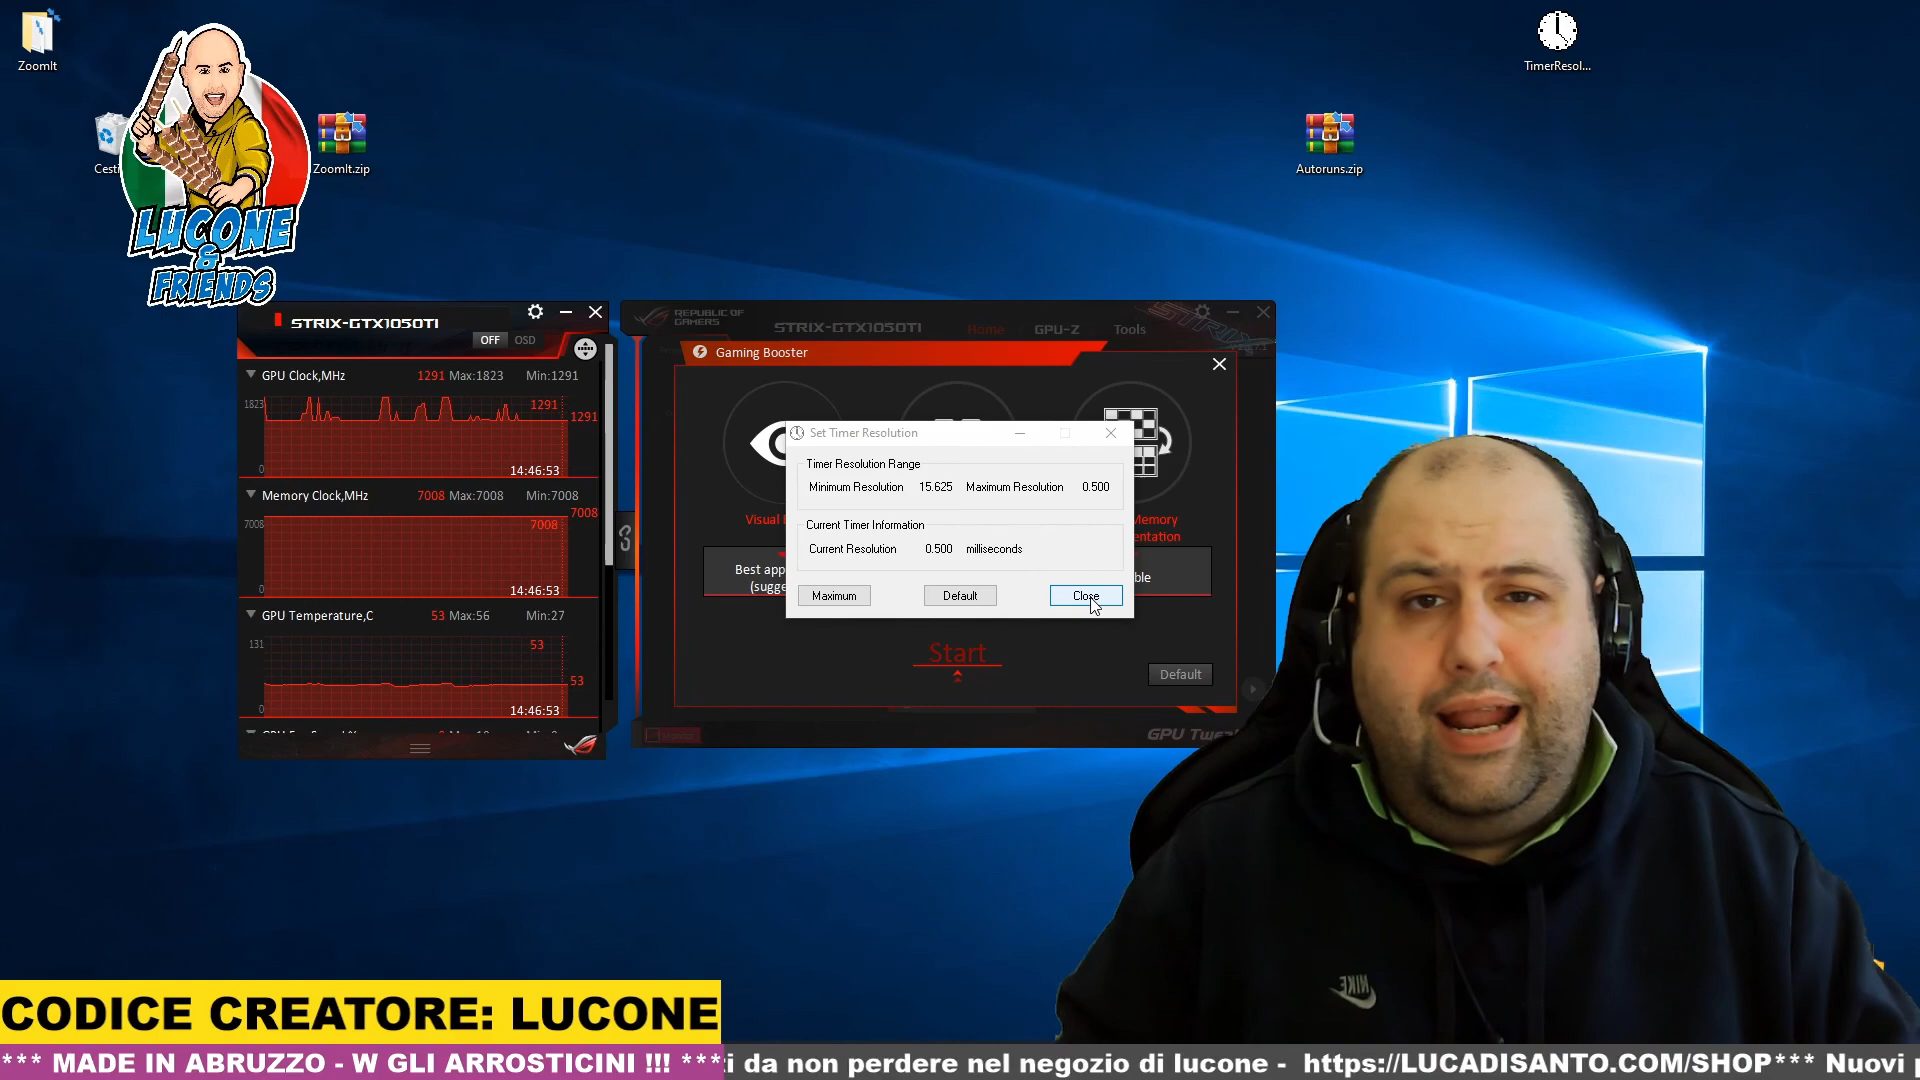 ZoomIt
TimerResol...
Cesti
ZoomIt.zip
Autoruns.zip
LUCONE
&
FRIENDS
STRIX-GTX1050TI
OFF OSD
GPU Clock,MHz 1291 Max:1823 Min:1291
1823 1291 1291
0 14:46:53
Memory Clock,MHz 7008 Max:7008 Min:7008
7008 7008 7008
14:46:53
GPU Temperature,C 53 Max:56 Min:27
131 53
53
0 14:46:53
REPUBLIC OF
GAMERS
STRIX-GTX1050TI Home GPU-Z Tools
Gaming Booster
Visual
Memory
entation
Best app
(sugge
ble
Start
Default
GPU Tweak
Set Timer Resolution
Timer Resolution Range
Minimum Resolution 15.625 Maximum Resolution 0.500
Current Timer Information
Current Resolution 0.500 milliseconds
Maximum Default Close
NIKE
CODICE CREATORE: LUCONE
*** MADE IN ABRUZZO - W GLI ARROSTICINI !!! ***
i da non perdere nel negozio di lucone - https://LUCADISANTO.COM/SHOP*** Nuovi p